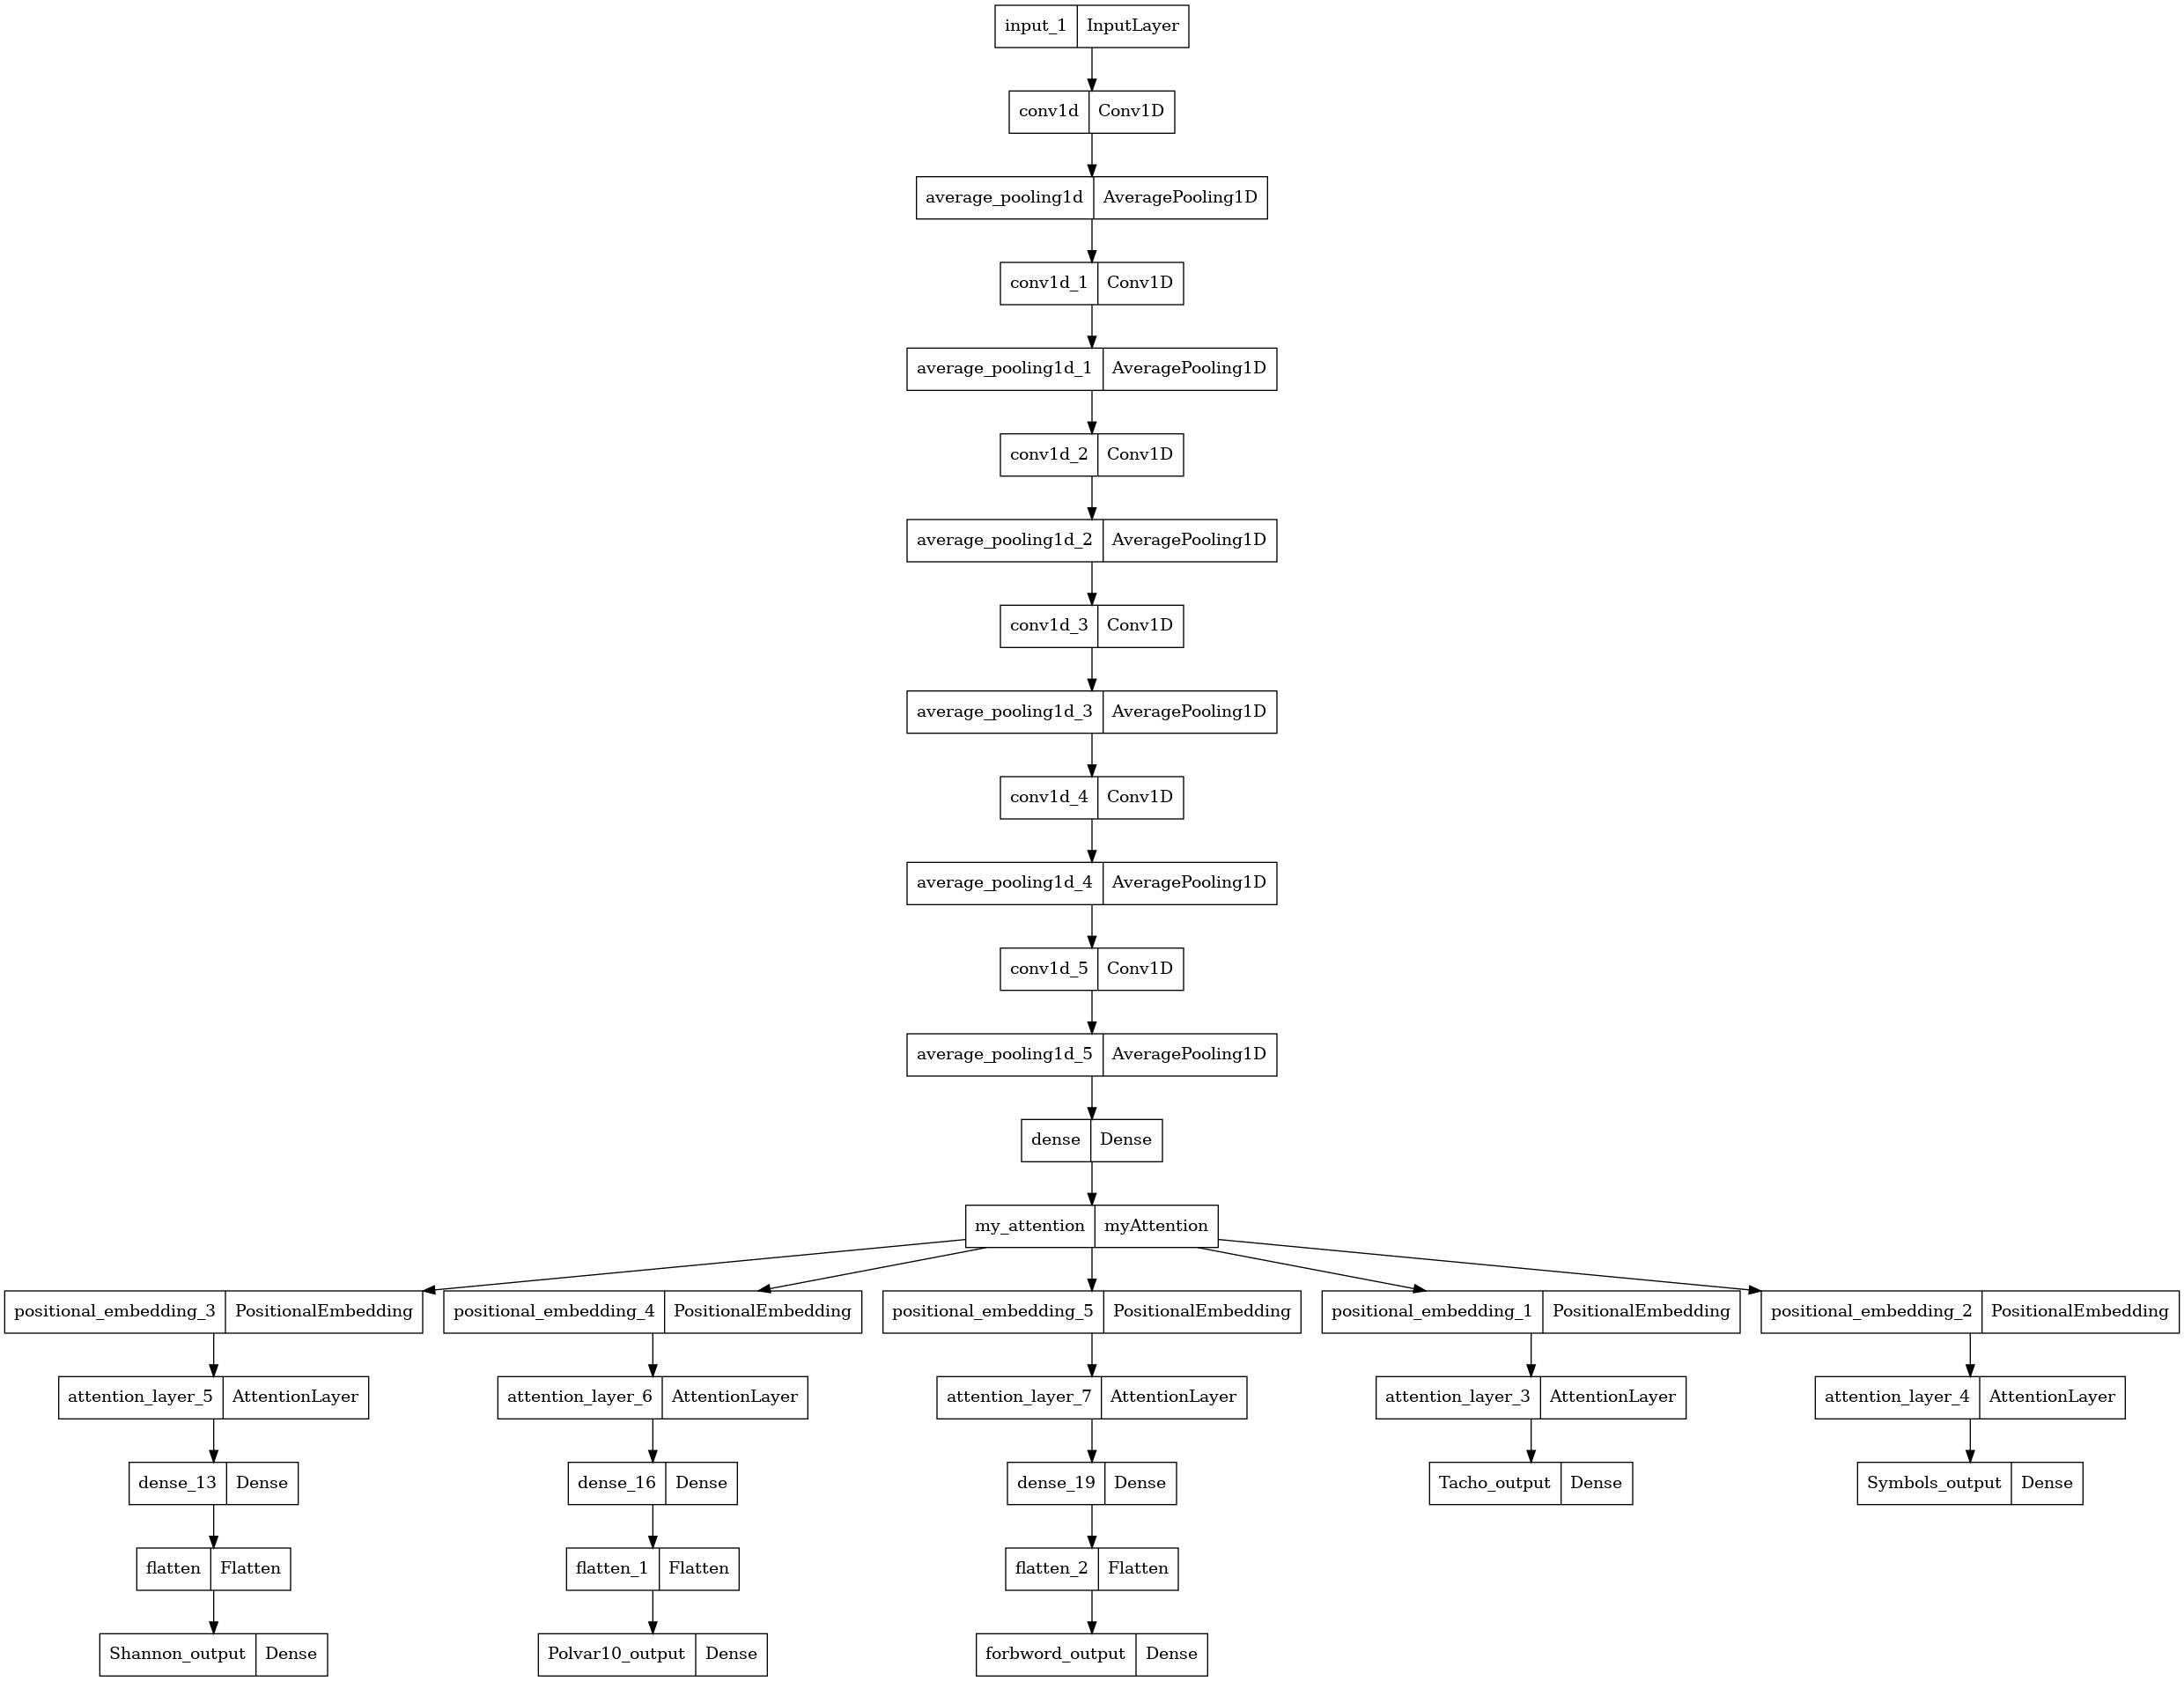 input_1 InputLayer
conv1d Conv1D
average_pooling1d AveragePooling1D
conv1d_1 Conv1D
average_pooling1d_1 AveragePooling1D
conv1d_2 Conv1D
average_pooling1d_2 AveragePooling1D
conv1d_3 Conv1D
average_pooling1d_3 AveragePooling1D
conv1d_4 Conv1D
average_pooling1d_4 AveragePooling1D
conv1d_5 Conv1D
average_pooling1d_5 AveragePooling1D
dense Dense
my_attention myAttention
positional_embedding_3 PositionalEmbedding positional_embedding_4 PositionalEmbedding positional_embedding_5 PositionalEmbedding positional_embedding_1 PositionalEmbedding positional_embedding_2 PositionalEmbedding
attention_layer_5 AttentionLayer attention_layer_6 AttentionLayer attention_layer_7 AttentionLayer attention_layer_3 AttentionLayer attention_layer_4 AttentionLayer
dense_13 Dense dense_16 Dense dense_19 Dense Tacho_output Dense Symbols_output Dense
flatten Flatten flatten_1 Flatten flatten_2 Flatten
Shannon_output Dense Polvar10_output Dense forbword_output Dense